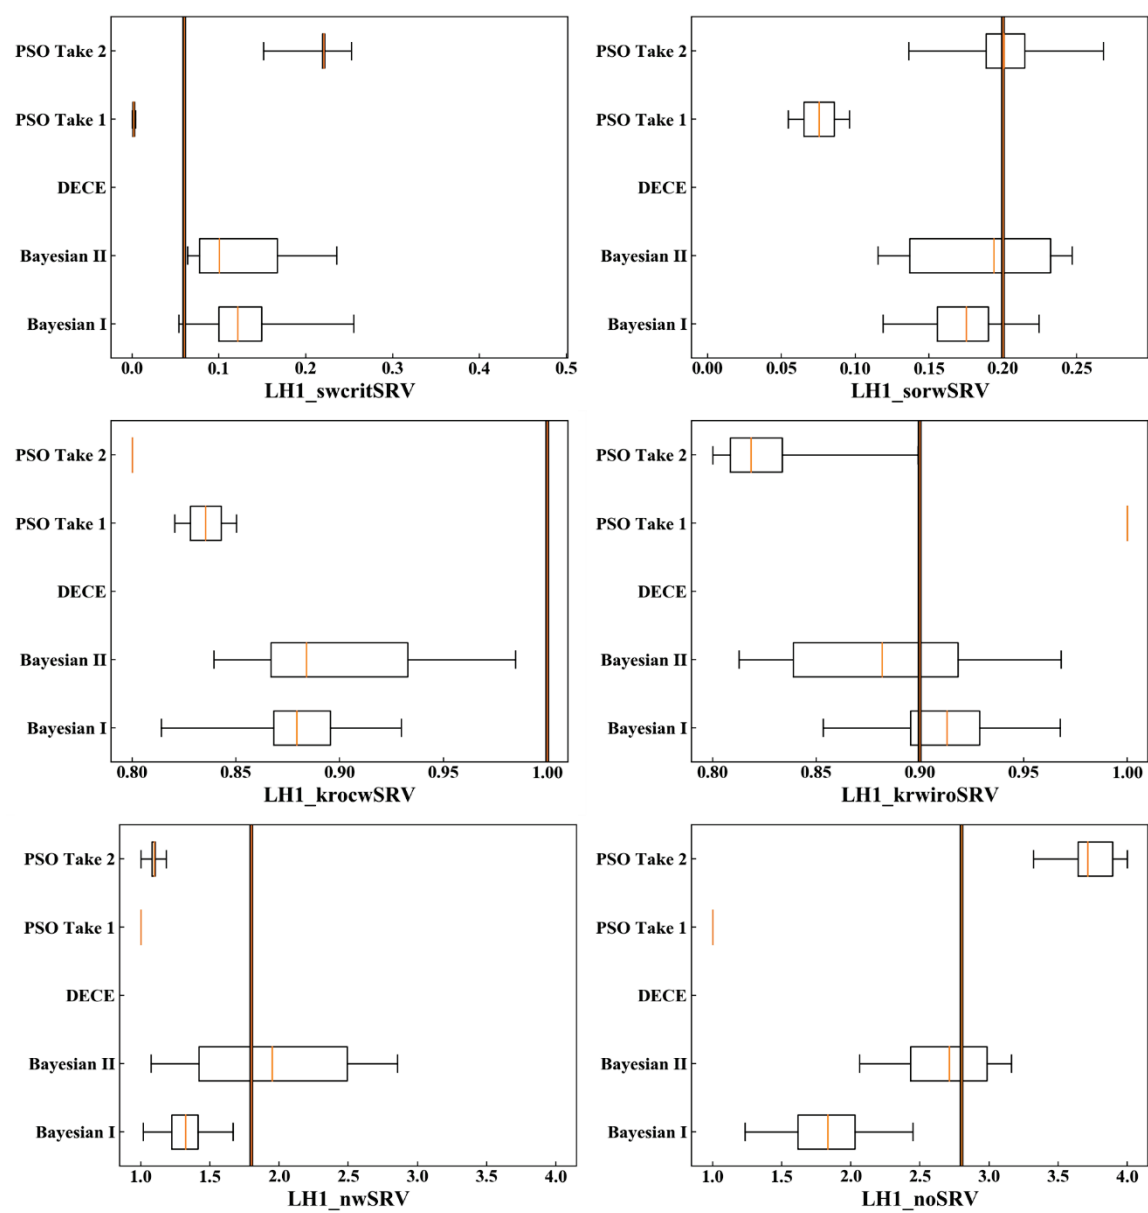 PSO Take 2
PSO Take 1
DECE
Bayesian II
Bayesian I
0.0 0.1 0.2 0.3 0.4 0.5
LH1_swcritSRV
PSO Take 2
PSO Take 1
DECE
Bayesian II
Bayesian I
0.00 0.05 0.10 0.15 0.20 0.25
LH1_sorwSRV
PSO Take 2
PSO Take 1
DECE
Bayesian II
Bayesian I
0.80 0.85 0.90 0.95 1.00
LH1_krocwSRV
PSO Take 2
PSO Take 1
DECE
Bayesian II
Bayesian I
0.80 0.85 0.90 0.95 1.00
LH1_krwiroSRV
PSO Take 2
PSO Take 1
DECE
Bayesian II
Bayesian I
1.0 1.5 2.0 2.5 3.0 3.5 4.0
LH1_nwSRV
PSO Take 2
PSO Take 1
DECE
Bayesian II
Bayesian I
1.0 1.5 2.0 2.5 3.0 3.5 4.0
LH1_noSRV